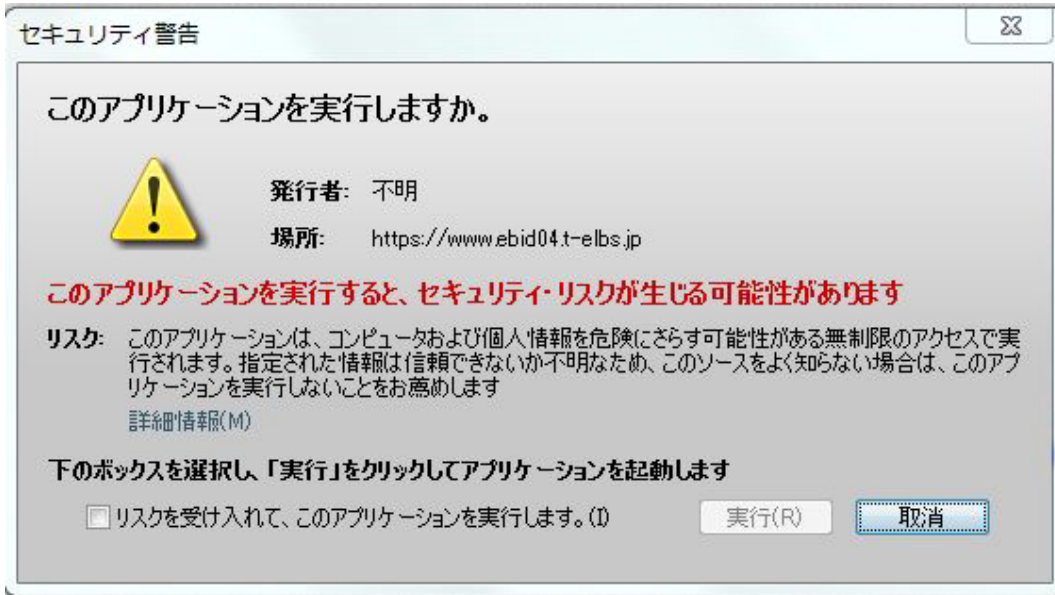 セキュリティ警告
このアプリケーションを実行しますか。
発行者: 不明
場所: https://www.ebid04.t-elbs.jp
このアプリケーションを実行すると、セキュリティ・リスクが生じる可能性があります
リスク: このアプリケーションは、コンピュータおよび個人情報を危険にさらす可能性がある無制限のアクセスで実
行されます。指定された情報は信頼できないか不明なため、このソースをよく知らない場合は、このアプ
リケーションを実行しないことをお薦めします
詳細情報(M)
下のボックスを選択し、「実行」をクリックしてアプリケーションを起動します
リスクを受け入れて、このアプリケーションを実行します。(I) 実行(R) 取消